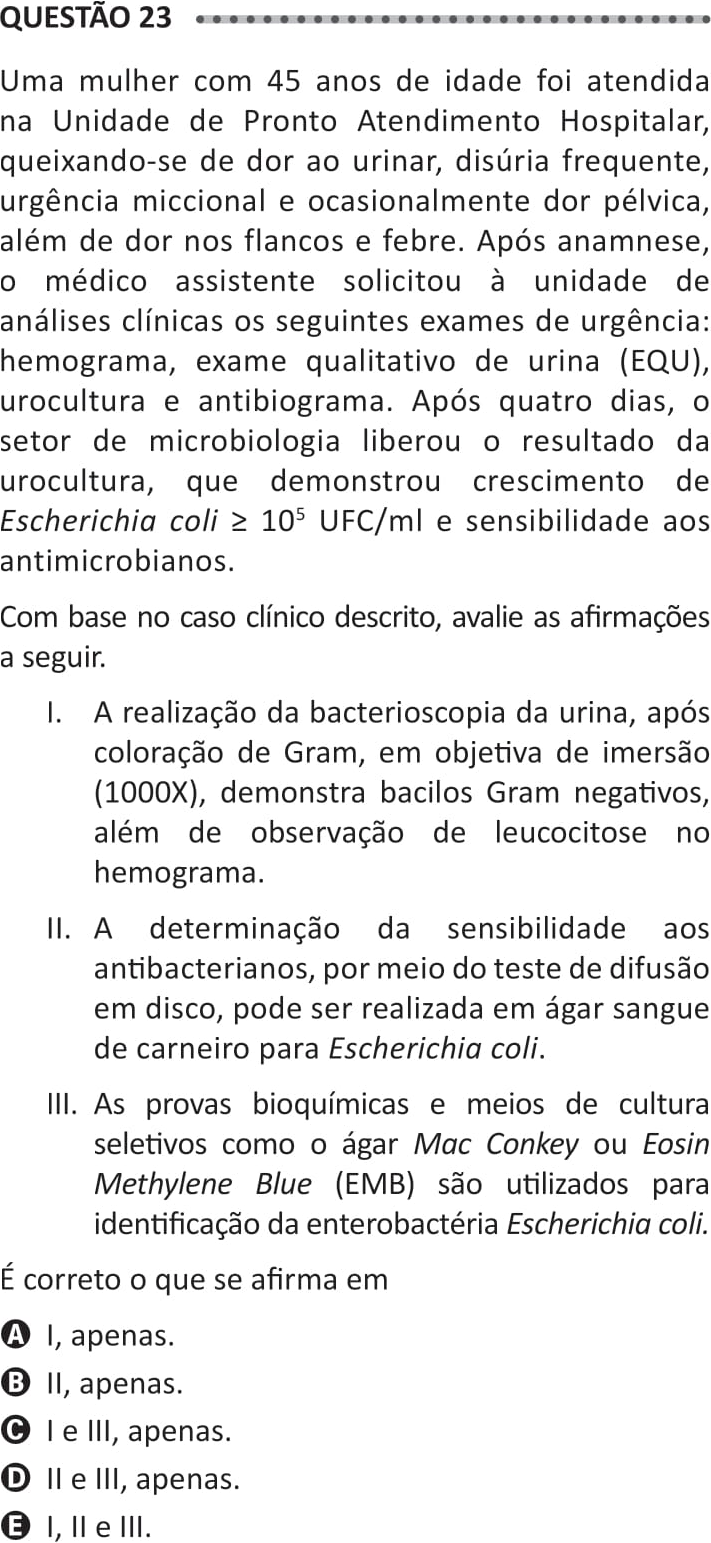 QUESTÃO 23
Uma mulher com 45 anos de idade foi atendida
na Unidade de Pronto Atendimento Hospitalar,
queixando-se de dor ao urinar, disúria frequente,
urgência miccional e ocasionalmente dor pélvica,
além de dor nos flancos e febre. Após anamnese,
o médico assistente solicitou à unidade de
análises clínicas os seguintes exames de urgência:
hemograma, exame qualitativo de urina (EQU),
urocultura e antibiograma. Após quatro dias, o
setor de microbiologia liberou o resultado da
urocultura, que demonstrou crescimento de
Escherichia coli ≥ 10⁵ UFC/ml e sensibilidade aos
antimicrobianos.
Com base no caso clínico descrito, avalie as afirmações
a seguir.
I. A realização da bacterioscopia da urina, após
coloração de Gram, em objetiva de imersão
(1000X), demonstra bacilos Gram negativos,
além de observação de leucocitose no
hemograma.
II. A determinação da sensibilidade aos
antibacterianos, por meio do teste de difusão
em disco, pode ser realizada em ágar sangue
de carneiro para Escherichia coli.
III. As provas bioquímicas e meios de cultura
seletivos como o ágar Mac Conkey ou Eosin
Methylene Blue (EMB) são utilizados para
identificação da enterobactéria Escherichia coli.
É correto o que se afirma em
A I, apenas.
B II, apenas.
C I e III, apenas.
D II e III, apenas.
E I, II e III.